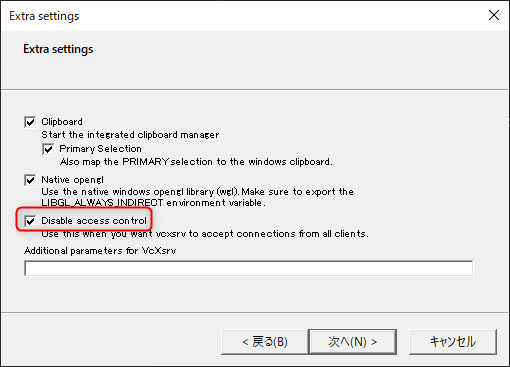 Extra settings
Extra settings
Clipboard
Start the integrated clipboard manager
Primary Selection
Also map the PRIMARY selection to the windows clipboard.
Native opengl
Use the native windows opengl library (wgl). Make sure to export the
LIBGL_ALWAYS_INDIRECT environment variable.
Disable access control
Use this when you want vcxsrv to accept connections from all clients.
Additional parameters for VcXsrv
< 戻る(B) 次へ(N) > キャンセル